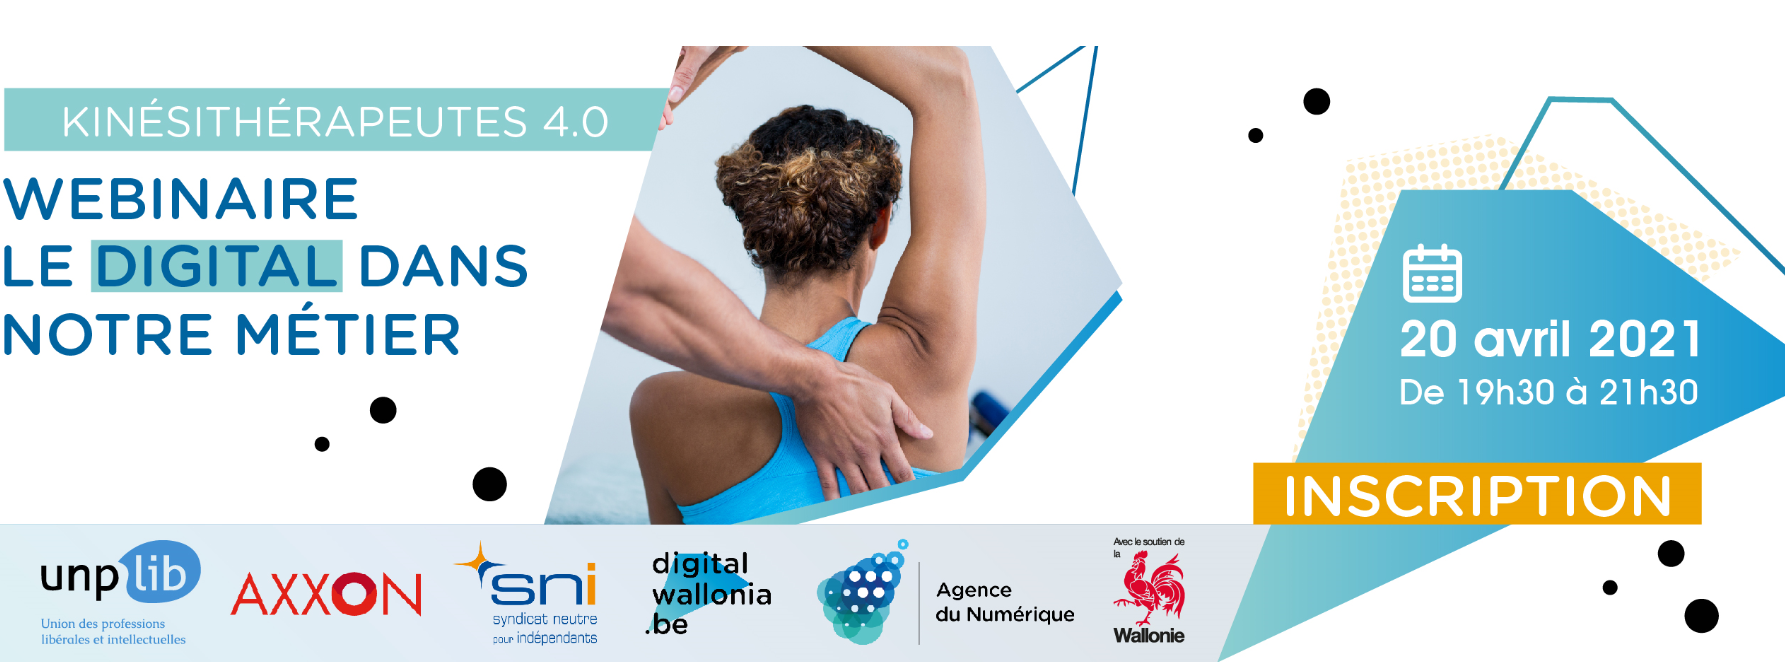 KINÉSITHÉRAPEUTES 4.0
WEBINAIRE
LE DIGITAL DANS
NOTRE MÉTIER
20 avril 2021
De 19h30 à 21h30
INSCRIPTION
unp lib
Union des professions
libérales et intellectuelles
AXXON
sni
syndicat neutre
pour indépendants
digital
wallonia
.be
Agence
du Numérique
Avec le soutien de
la
Wallonie